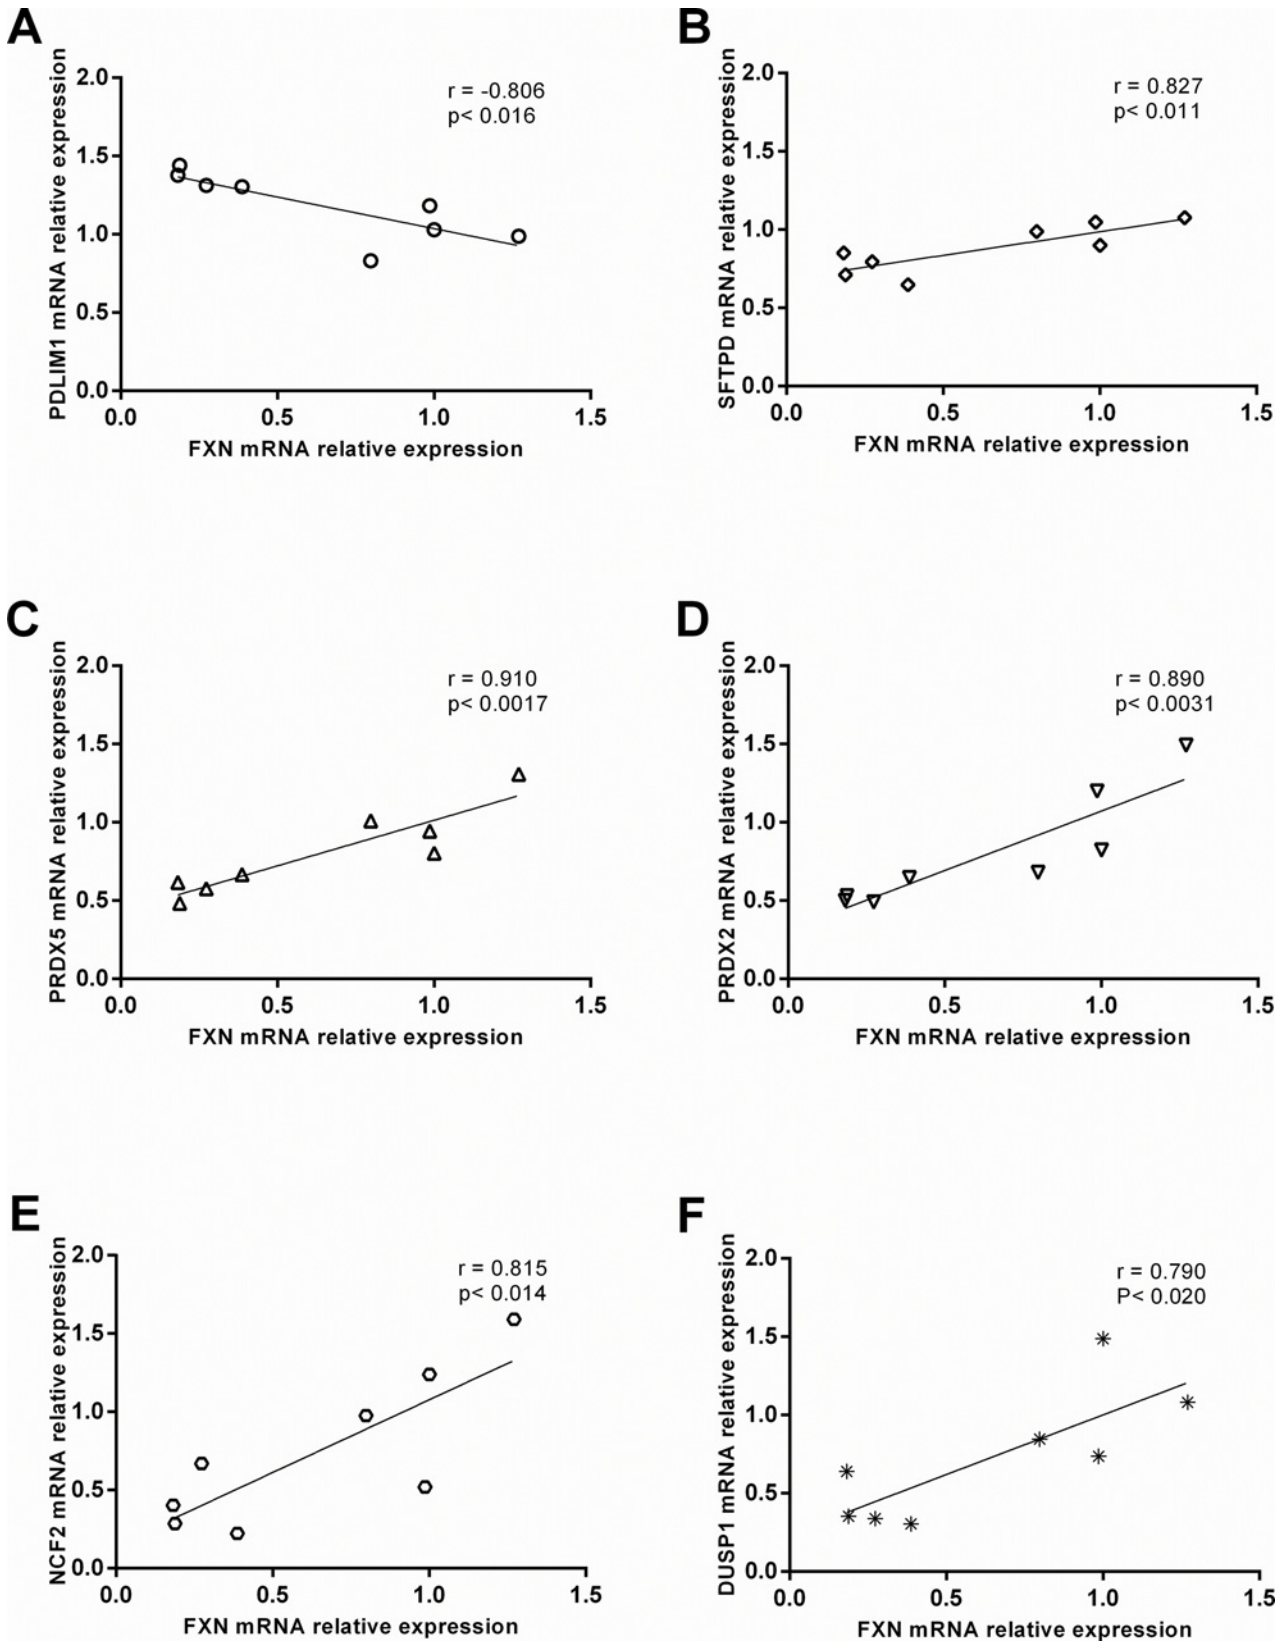 A
PDLIM1 mRNA relative expression
2.0
1.5
1.0
0.5
0.0
r = -0.806
p< 0.016
0.0 0.5 1.0 1.5
FXN mRNA relative expression
B
SFTPD mRNA relative expression
2.0
1.5
1.0
0.5
0.0
r = 0.827
p< 0.011
0.0 0.5 1.0 1.5
FXN mRNA relative expression
C
PRDX5 mRNA relative expression
2.0
1.5
1.0
0.5
0.0
r = 0.910
p< 0.0017
0.0 0.5 1.0 1.5
FXN mRNA relative expression
D
PRDX2 mRNA relative expression
2.0
1.5
1.0
0.5
0.0
r = 0.890
p< 0.0031
0.0 0.5 1.0 1.5
FXN mRNA relative expression
E
NCF2 mRNA relative expression
2.0
1.5
1.0
0.5
0.0
r = 0.815
p< 0.014
0.0 0.5 1.0 1.5
FXN mRNA relative expression
F
DUSP1 mRNA relative expression
2.0
1.5
1.0
0.5
0.0
r = 0.790
P< 0.020
0.0 0.5 1.0 1.5
FXN mRNA relative expression